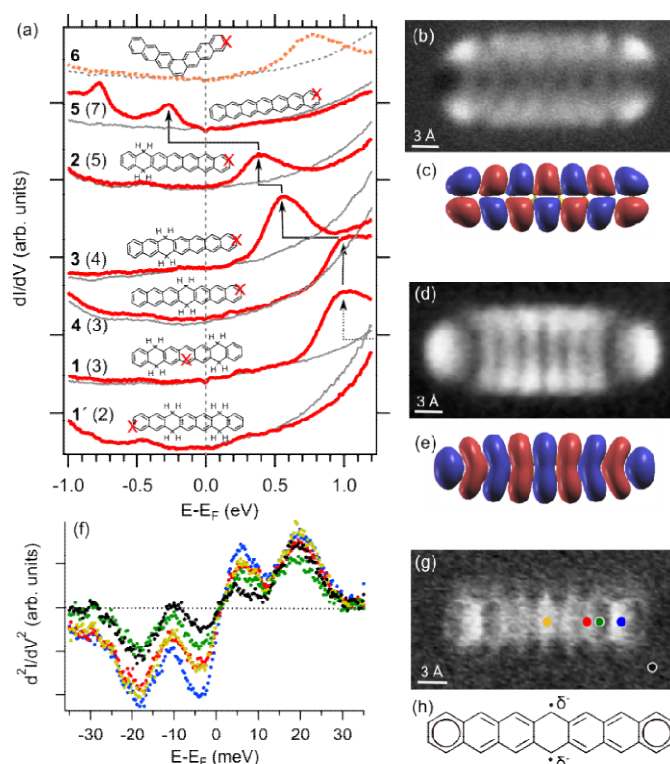 (a)
6
5 (7)
2 (5)
3 (4)
4 (3)
1 (3)
1´ (2)
X
X
H H
X
H H
H H
X
H H
X
H H
H H H H
X
H H H H
H H H H
X
H H H H
dI/dV (arb. units)
-1.0 -0.5 0.0 0.5 1.0
E-EF (eV)
(b)
3 Å
(c)
(d)
3 Å
(e)
(f)
d²I/dV² (arb. units)
-30 -20 -10 0 10 20 30
E-EF (meV)
(g)
3 Å
(h)
• δ-
• δ-